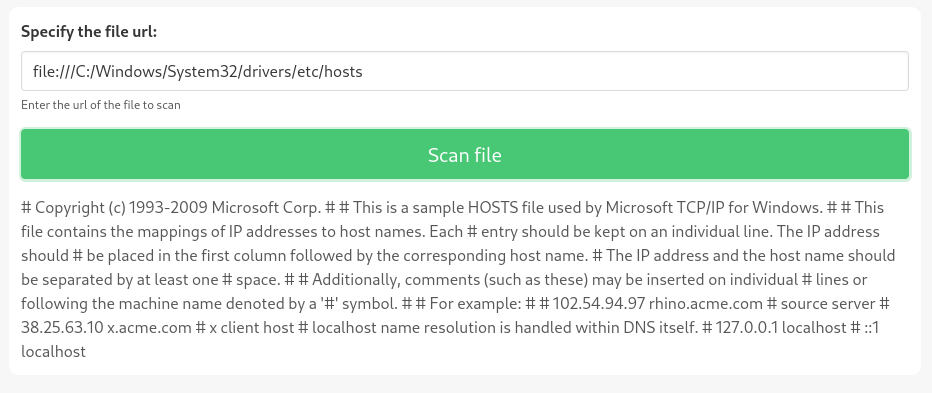 Specify the file url:
file:///C:/Windows/System32/drivers/etc/hosts
Enter the url of the file to scan
Scan file
# Copyright (c) 1993-2009 Microsoft Corp. # # This is a sample HOSTS file used by Microsoft TCP/IP for Windows. # # This
file contains the mappings of IP addresses to host names. Each # entry should be kept on an individual line. The IP address
should # be placed in the first column followed by the corresponding host name. # The IP address and the host name should
be separated by at least one # space. # # Additionally, comments (such as these) may be inserted on individual # lines or
following the machine name denoted by a '#' symbol. # # For example: # # 102.54.94.97 rhino.acme.com # source server #
38.25.63.10 x.acme.com # x client host # localhost name resolution is handled within DNS itself. # 127.0.0.1 localhost # ::1
localhost